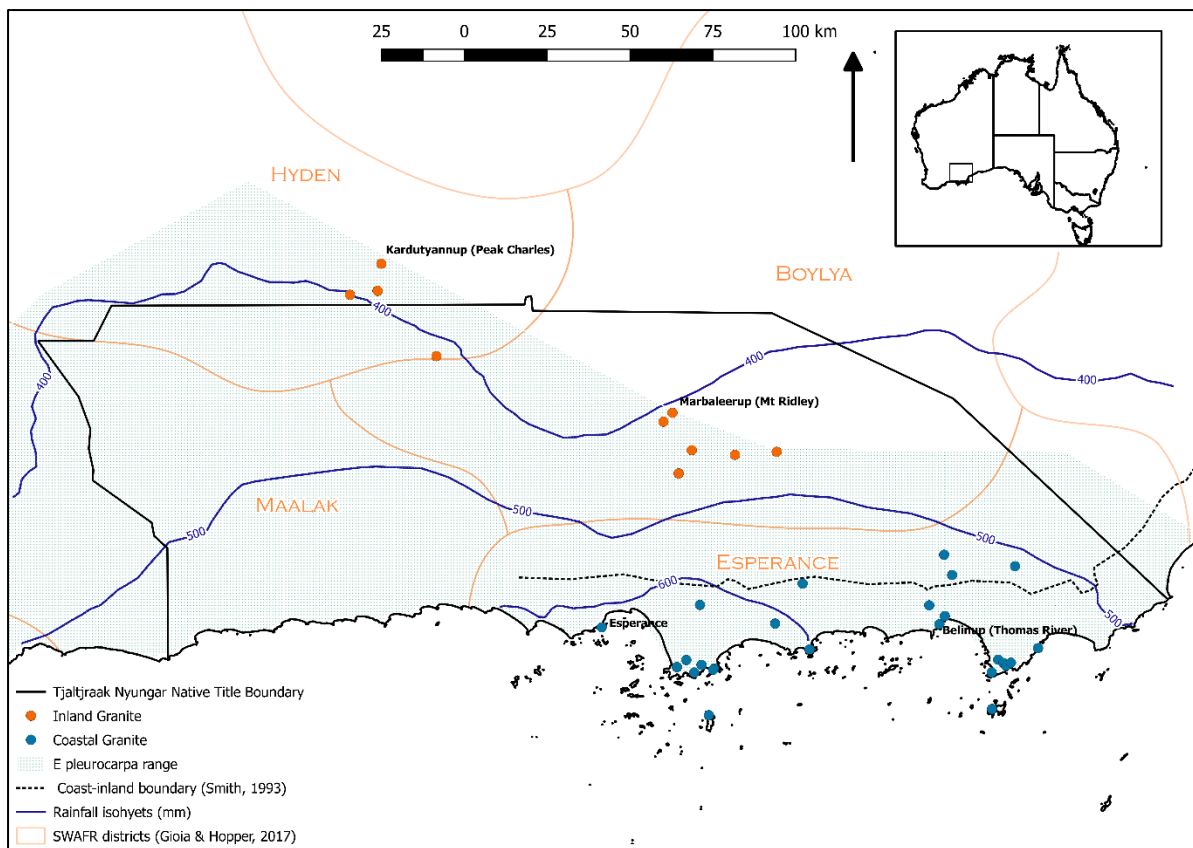 25 0 25 50 75 100 km
HYDEN
Kardutyannup (Peak Charles)
BOYLYA
400
400
400
400
Marbaleerup (Mt Ridley)
MAALAK
500
500
500
500
ESPERANCE
600
Esperance
Belinup (Thomas River)
Tjaltjraak Nyungar Native Title Boundary
Inland Granite
Coastal Granite
E pleurocarpa range
Coast-inland boundary (Smith, 1993)
Rainfall isohyets (mm)
SWAFR districts (Gioia & Hopper, 2017)